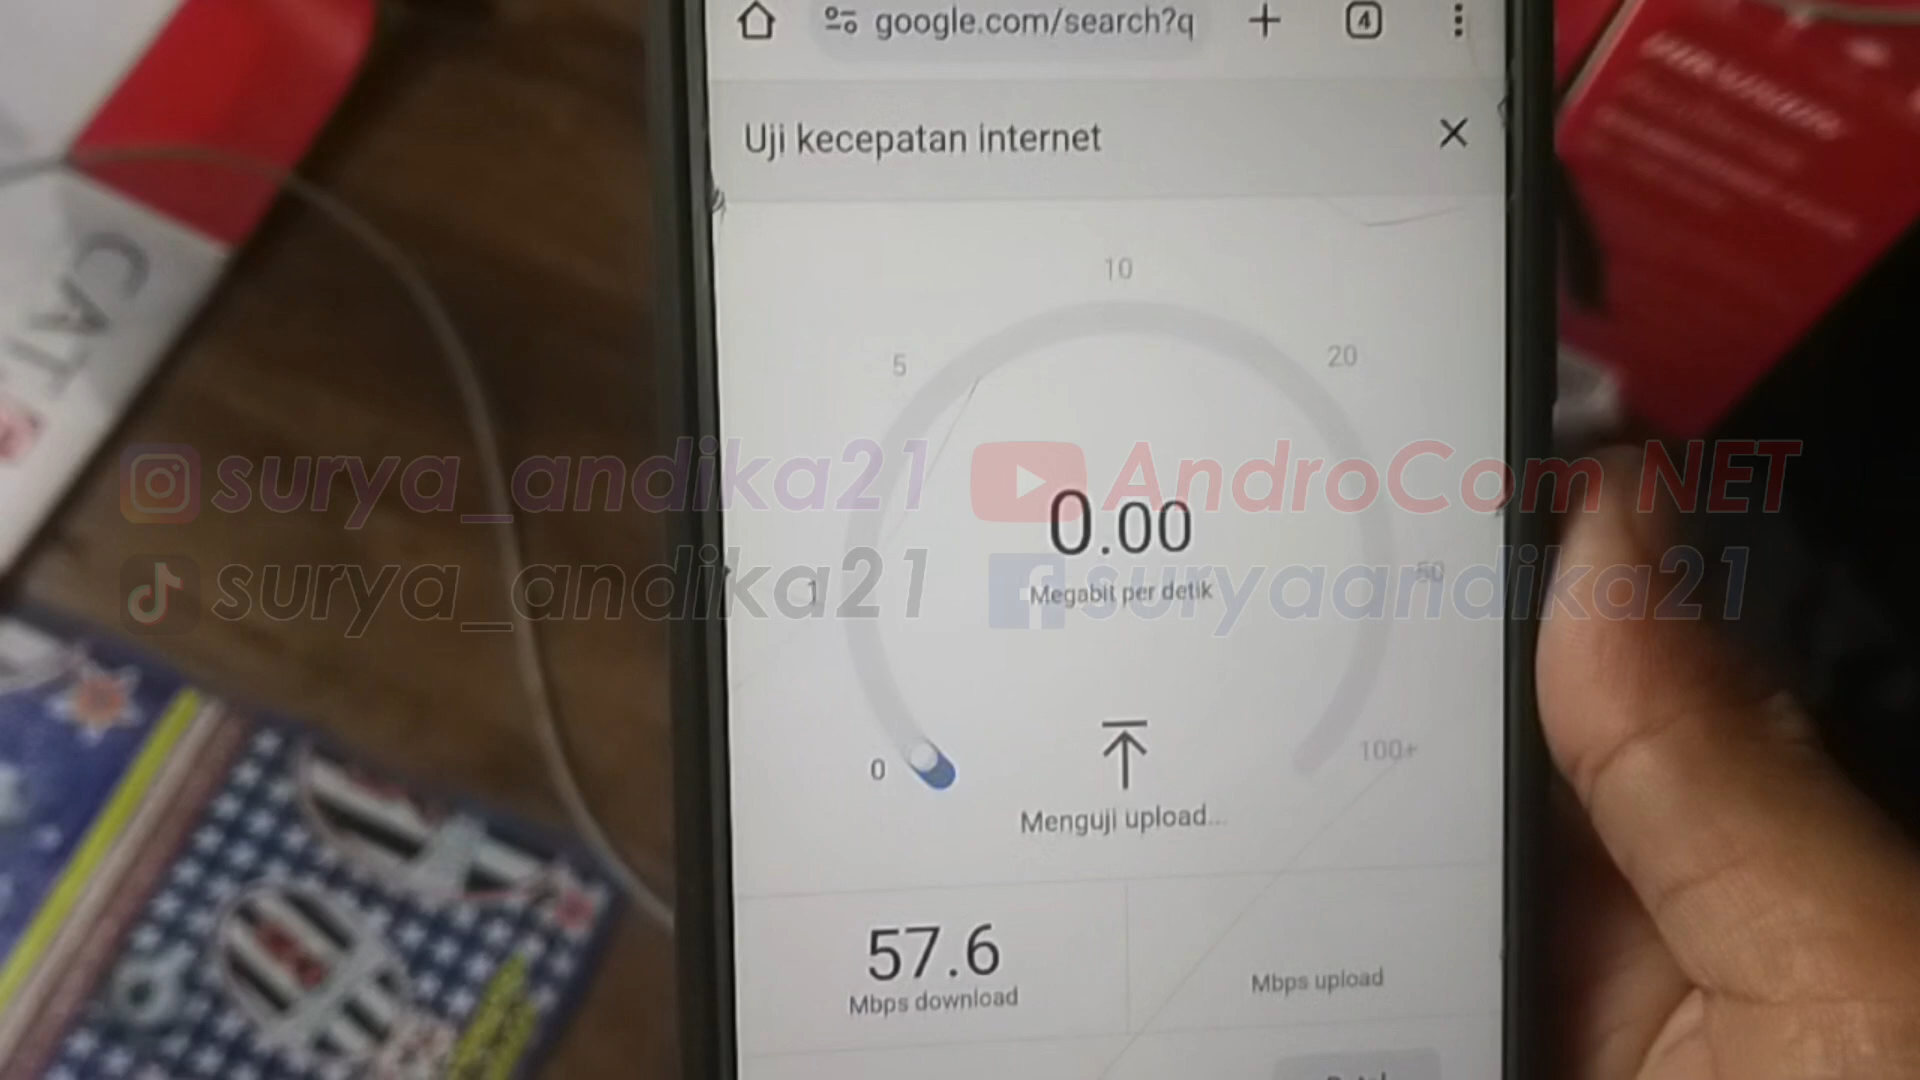 google.com/search?q
4
Uji kecepatan internet
10
5
20
CAT.
surya_andika21
AndroCom NET
0.00
surya_andika21
suryaandika21
1
Megabit per detik
50
0
100+
Menguji upload...
57.6
Mbps download
Mbps upload